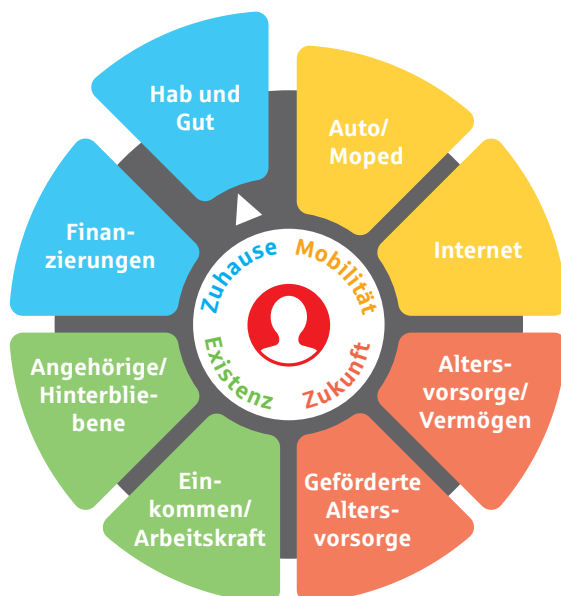 Hab und
Gut
Auto/
Moped
Finan-
zierungen
Internet
Zuhause
Mobilität
Existenz
Zukunft
Angehörige/
Hinterblie-
bene
Alters-
vorsorge/
Vermögen
Ein-
kommen/
Arbeitskraft
Geförderte
Alters-
vorsorge